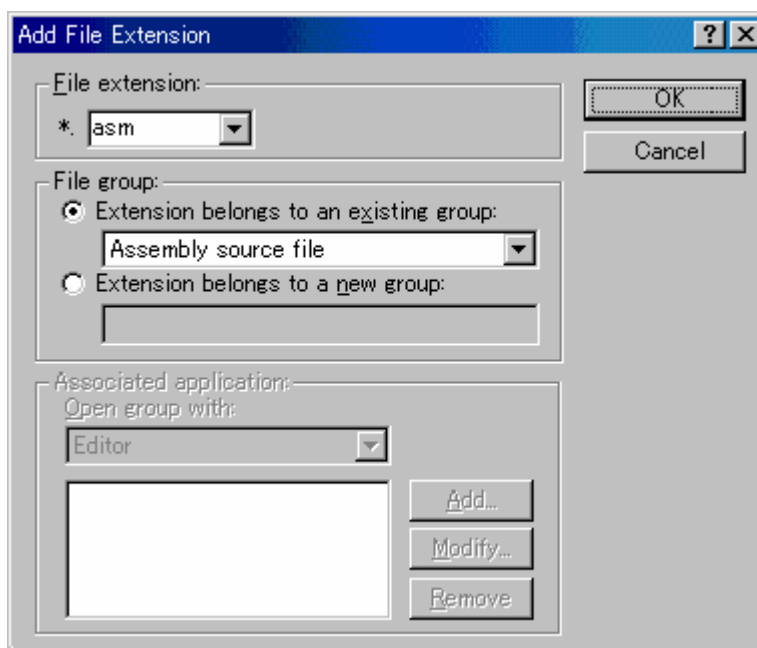 Add File Extension
File extension:
*. asm
OK
Cancel
File group:
Extension belongs to an existing group:
Assembly source file
Extension belongs to a new group:
Associated application:
Open group with:
Editor
Add...
Modify...
Remove